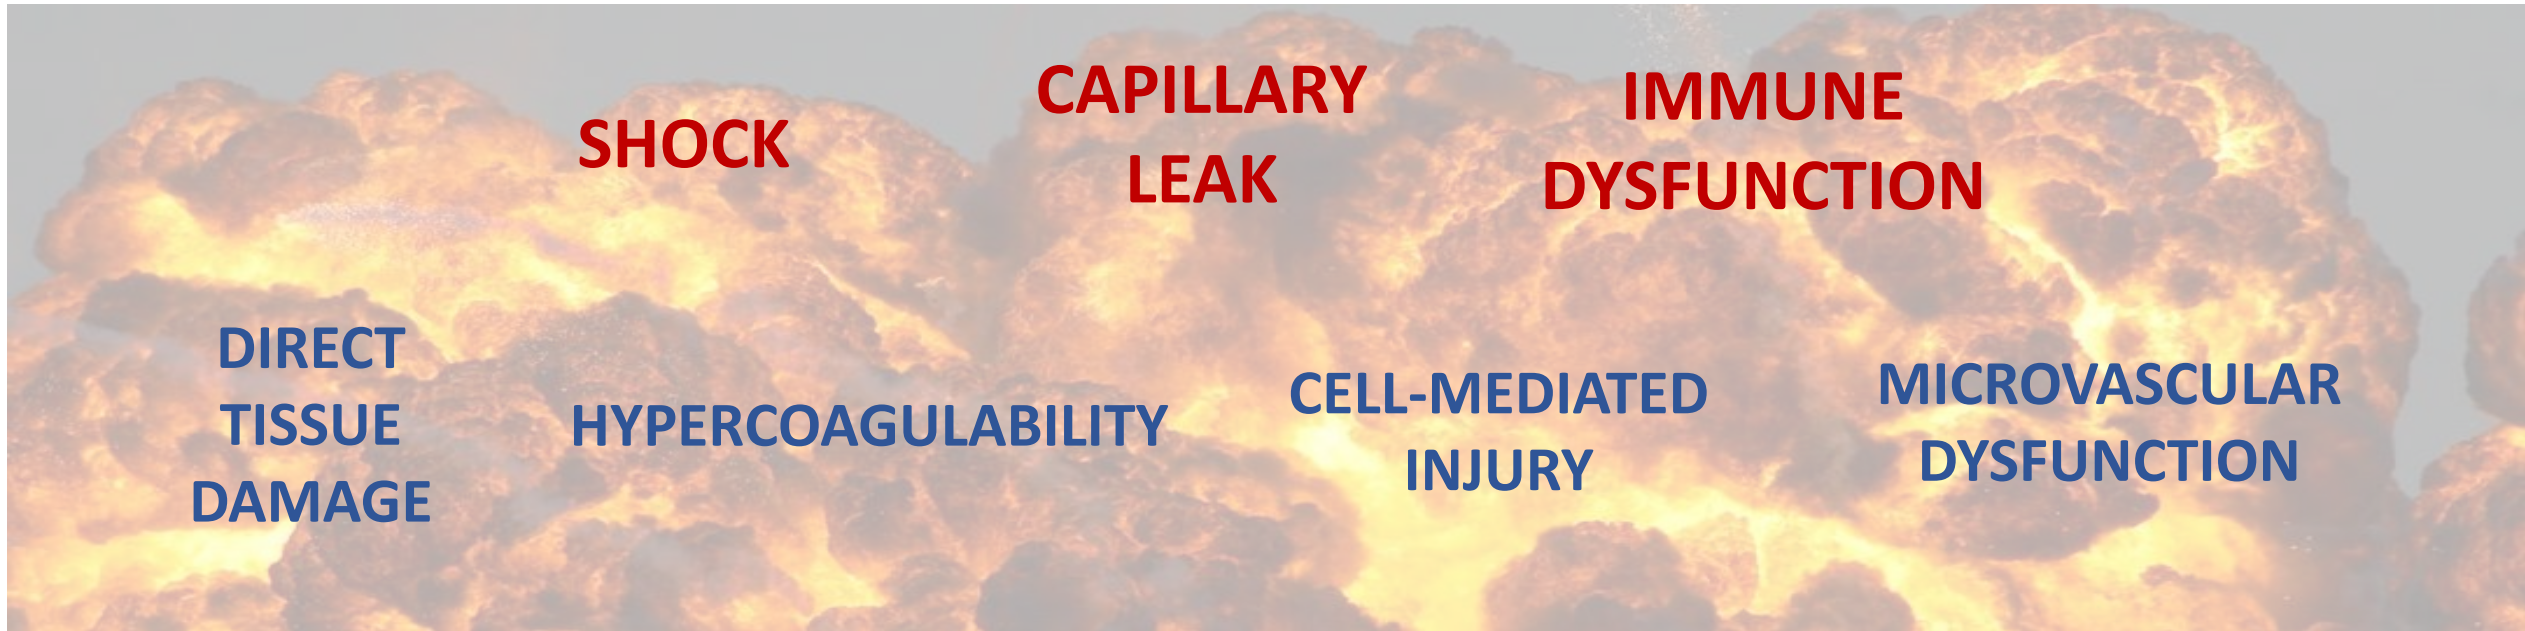 SHOCK
CAPILLARY
LEAK
IMMUNE
DYSFUNCTION
DIRECT
TISSUE
DAMAGE
HYPERCOAGULABILITY
CELL-MEDIATED
INJURY
MICROVASCULAR
DYSFUNCTION